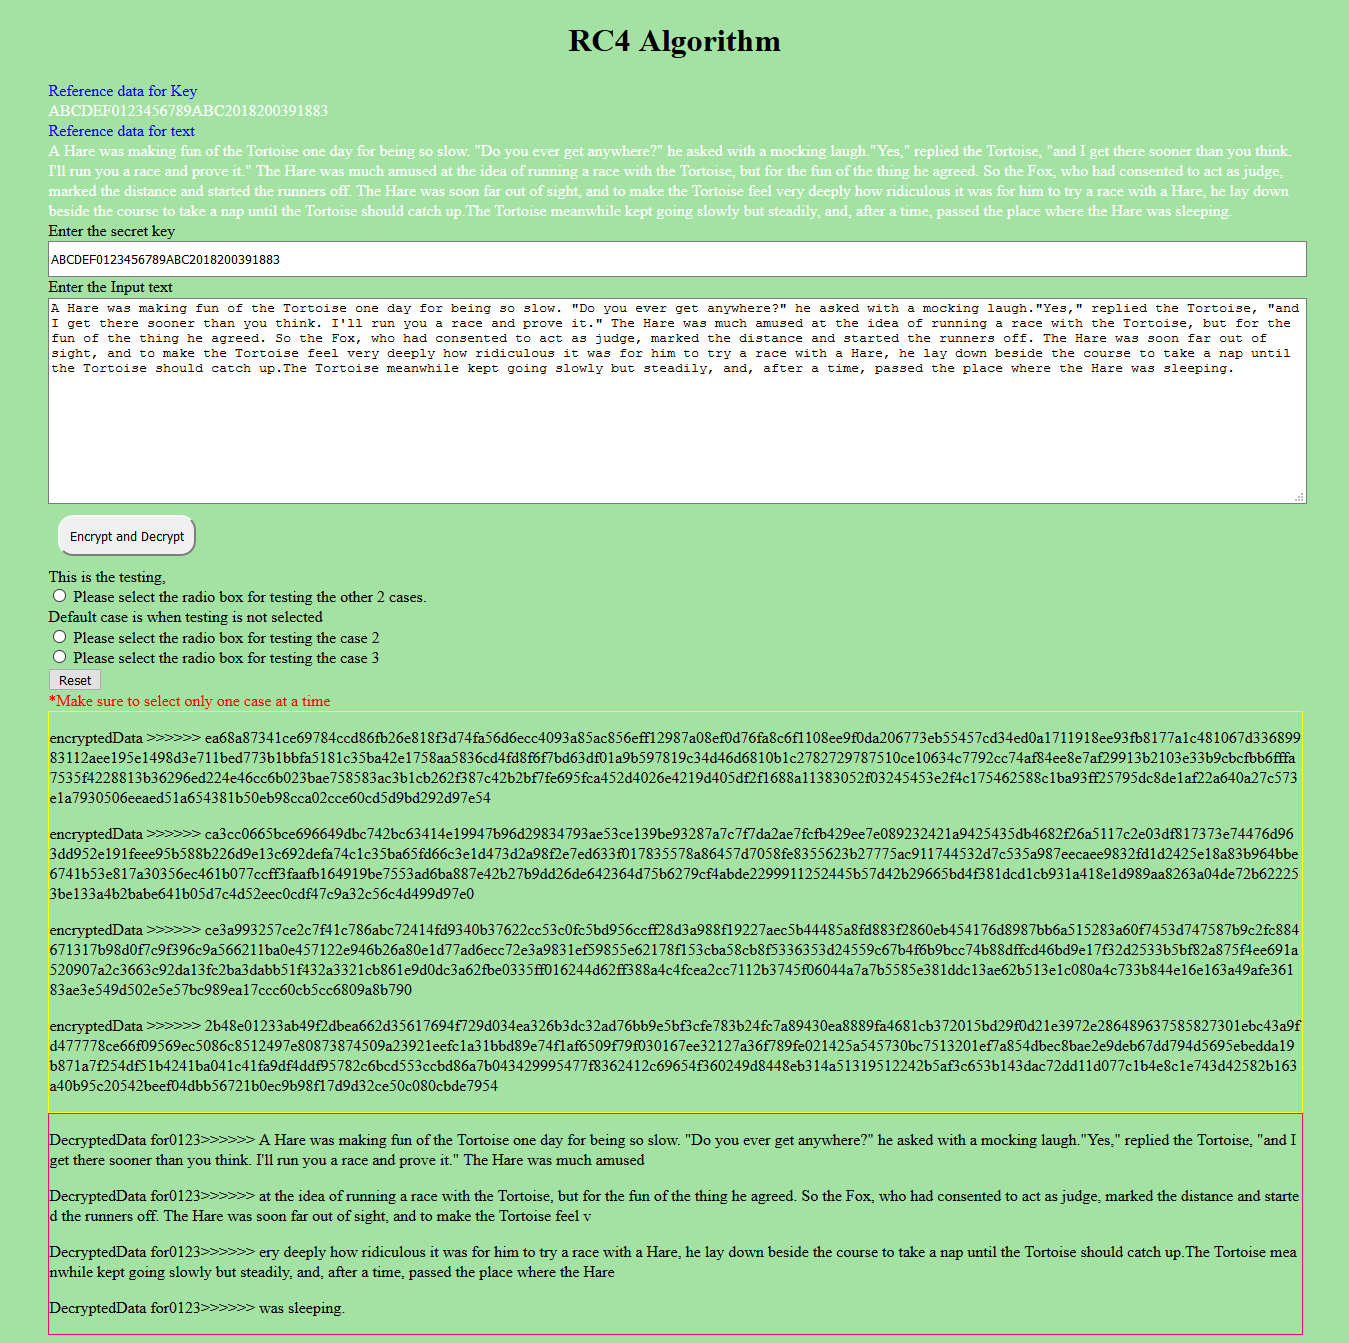 RC4 Algorithm
Reference data for Key
ABCDEF0123456789ABC2018200391883
Reference data for text
A Hare was making fun of the Tortoise one day for being so slow. "Do you ever get anywhere?" he asked with a mocking laugh."Yes," replied the Tortoise, "and I get there sooner than you think.
I'll run you a race and prove it." The Hare was much amused at the idea of running a race with the Tortoise, but for the fun of the thing he agreed. So the Fox, who had consented to act as judge,
marked the distance and started the runners off. The Hare was soon far out of sight, and to make the Tortoise feel very deeply how ridiculous it was for him to try a race with a Hare, he lay down
beside the course to take a nap until the Tortoise should catch up.The Tortoise meanwhile kept going slowly but steadily, and, after a time, passed the place where the Hare was sleeping.
Enter the secret key
ABCDEF0123456789ABC2018200391883
Enter the Input text
A Hare was making fun of the Tortoise one day for being so slow. "Do you ever get anywhere?" he asked with a mocking laugh."Yes," replied the Tortoise, "and
I get there sooner than you think. I'll run you a race and prove it." The Hare was much amused at the idea of running a race with the Tortoise, but for the
fun of the thing he agreed. So the Fox, who had consented to act as judge, marked the distance and started the runners off. The Hare was soon far out of
sight, and to make the Tortoise feel very deeply how ridiculous it was for him to try a race with a Hare, he lay down beside the course to take a nap until
the Tortoise should catch up.The Tortoise meanwhile kept going slowly but steadily, and, after a time, passed the place where the Hare was sleeping.
Encrypt and Decrypt
This is the testing,
Please select the radio box for testing the other 2 cases.
Default case is when testing is not selected
Please select the radio box for testing the case 2
Please select the radio box for testing the case 3
Reset
*Make sure to select only one case at a time
encryptedData >>>>>> ea68a87341ce69784ccd86fb26e818f3d74fa56d6ecc4093a85ac856eff12987a08ef0d76fa8c6f1108ee9f0da206773eb55457cd34ed0a1711918ee93fb8177a1c481067d336899
83112aee195e1498d3e711bed773b1bbfa5181c35ba42e1758aa5836cd4fd8f6f7bd63df01a9b597819c34d46d6810b1c2782729787510ce10634c7792cc74af84ee8e7af29913b2103e33b9cbcfbb6fffa
7535f4228813b36296ed224e46cc6b023bae758583ac3b1cb262f387c42b2bf7fe695fca452d4026e4219d405df2f1688a11383052f03245453e2f4c175462588c1ba93ff25795dc8de1af22a640a27c573
e1a7930506eeaed51a654381b50eb98cca02cce60cd5d9bd292d97e54
encryptedData >>>>>> ca3cc0665bce696649dbc742bc63414e19947b96d29834793ae53ce139be93287a7c7f7da2ae7fcfb429ee7e089232421a9425435db4682f26a5117c2e03df817373e74476d96
3dd952e191feee95b588b226d9e13c692defa74c1c35ba65fd66c3e1d473d2a98f2e7ed633f017835578a86457d7058fe8355623b27775ac911744532d7c535a987eecaee9832fd1d2425e18a83b964bbe
6741b53e817a30356ec461b077ccff3faafb164919be7553ad6ba887e42b27b9dd26de642364d75b6279cf4abde2299911252445b57d42b29665bd4f381dcd1cb931a418e1d989aa8263a04de72b62225
3be133a4b2babe641b05d7c4d52eec0cdf47c9a32c56c4d499d97e0
encryptedData >>>>>> ce3a993257ce2c7f41c786abc72414fd9340b37622cc53c0fc5bd956ccff28d3a988f19227aec5b44485a8fd883f2860eb454176d8987bb6a515283a60f7453d747587b9c2fc884
671317b98d0f7c9f396c9a566211ba0e457122e946b26a80e1d77ad6ecc72e3a9831ef59855e62178f153cba58cb8f5336353d24559c67b4f6b9bcc74b88dffcd46bd9e17f32d2533b5bf82a875f4ee691a
520907a2c3663c92da13fc2ba3dabb51f432a3321cb861e9d0dc3a62fbe0335ff016244d62ff388a4c4fcea2cc7112b3745f06044a7a7b5585e381ddc13ae62b513e1c080a4c733b844e16e163a49afe361
83ae3e549d502e5e57bc989ea17ccc60cb5cc6809a8b790
encryptedData >>>>>> 2b48e01233ab49f2dbea662d35617694f729d034ea326b3dc32ad76bb9e5bf3cfe783b24fc7a89430ea8889fa4681cb372015bd29f0d21e3972e286489637585827301ebc43a9f
d477778ce66f09569ec5086c8512497e80873874509a23921eefc1a31bbd89e74f1af6509f79f030167ee32127a36f789fe021425a545730bc7513201ef7a854dbec8bae2e9deb67dd794d5695ebedda19
b871a7f254df51b4241ba041c41fa9df4ddf95782c6bcd553ccbd86a7b043429995477f8362412c69654f360249d8448eb314a51319512242b5af3c653b143dac72dd11d077c1b4e8c1e743d42582b163
a40b95c20542beef04dbb56721b0ec9b98f17d9d32ce50c080cbde7954
DecryptedData for0123>>>>>> A Hare was making fun of the Tortoise one day for being so slow. "Do you ever get anywhere?" he asked with a mocking laugh."Yes," replied the Tortoise, "and I
get there sooner than you think. I'll run you a race and prove it." The Hare was much amused
DecryptedData for0123>>>>>> at the idea of running a race with the Tortoise, but for the fun of the thing he agreed. So the Fox, who had consented to act as judge, marked the distance and starte
d the runners off. The Hare was soon far out of sight, and to make the Tortoise feel v
DecryptedData for0123>>>>>> ery deeply how ridiculous it was for him to try a race with a Hare, he lay down beside the course to take a nap until the Tortoise should catch up.The Tortoise mea
nwhile kept going slowly but steadily, and, after a time, passed the place where the Hare
DecryptedData for0123>>>>>> was sleeping.